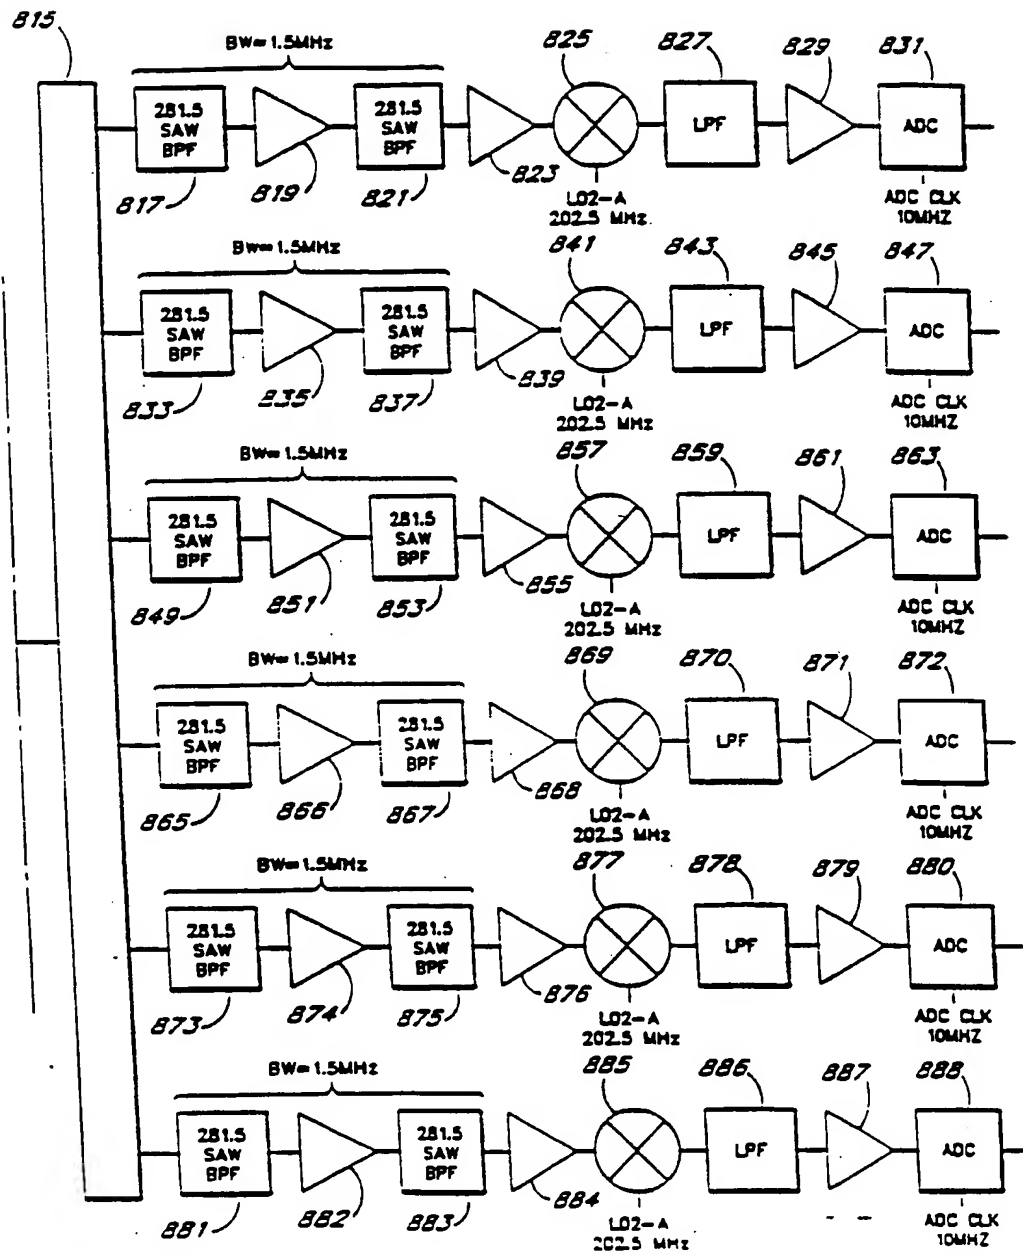 815
BW= 1.5MHz
825
827
829
831
281.5
SAW
BPF
281.5
SAW
BPF
LPF
ADC
817
819
821
823
LO2-A
202.5 MHz
ADC CLK
10MHZ
BW= 1.5MHz
841
843
845
847
281.5
SAW
BPF
281.5
SAW
BPF
LPF
ADC
833
835
837
839
LO2-A
202.5 MHz
ADC CLK
10MHZ
BW= 1.5MHz
857
859
861
863
281.5
SAW
BPF
281.5
SAW
BPF
LPF
ADC
849
851
853
855
LO2-A
202.5 MHz
ADC CLK
10MHZ
BW= 1.5MHz
869
870
871
872
281.5
SAW
BPF
281.5
SAW
BPF
LPF
ADC
865
866
867
868
LO2-A
202.5 MHz
ADC CLK
10MHZ
BW= 1.5MHz
877
878
879
880
281.5
SAW
BPF
281.5
SAW
BPF
LPF
ADC
873
874
875
876
LO2-A
202.5 MHz
ADC CLK
10MHZ
BW= 1.5MHz
885
886
887
888
281.5
SAW
BPF
281.5
SAW
BPF
LPF
ADC
881
882
883
884
LO2-A
202.5 MHz
ADC CLK
10MHZ